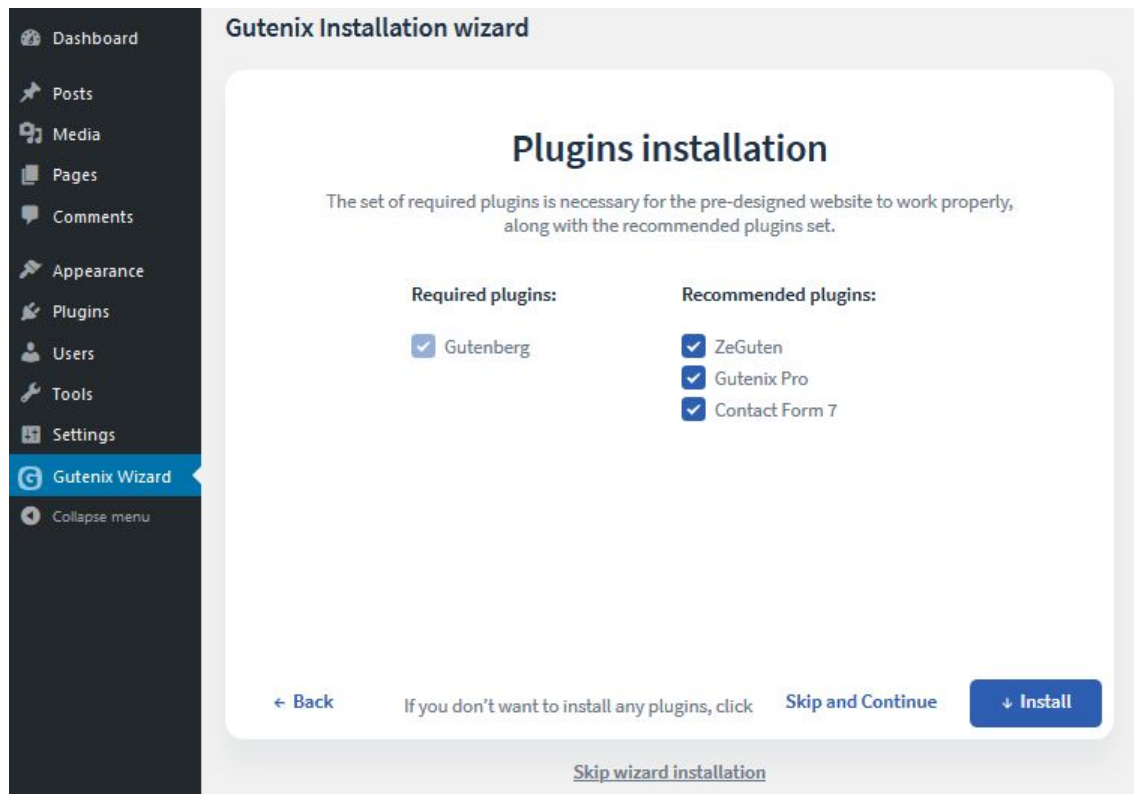 Dashboard
Posts
Media
Pages
Comments
Appearance
Plugins
Users
Tools
Settings
Gutenix Wizard
Collapse menu
Gutenix Installation wizard
Plugins installation
The set of required plugins is necessary for the pre-designed website to work properly,
along with the recommended plugins set.
Required plugins:
Gutenberg
Recommended plugins:
ZeGuten
Gutenix Pro
Contact Form 7
← Back
If you don't want to install any plugins, click
Skip and Continue
↓ Install
Skip wizard installation